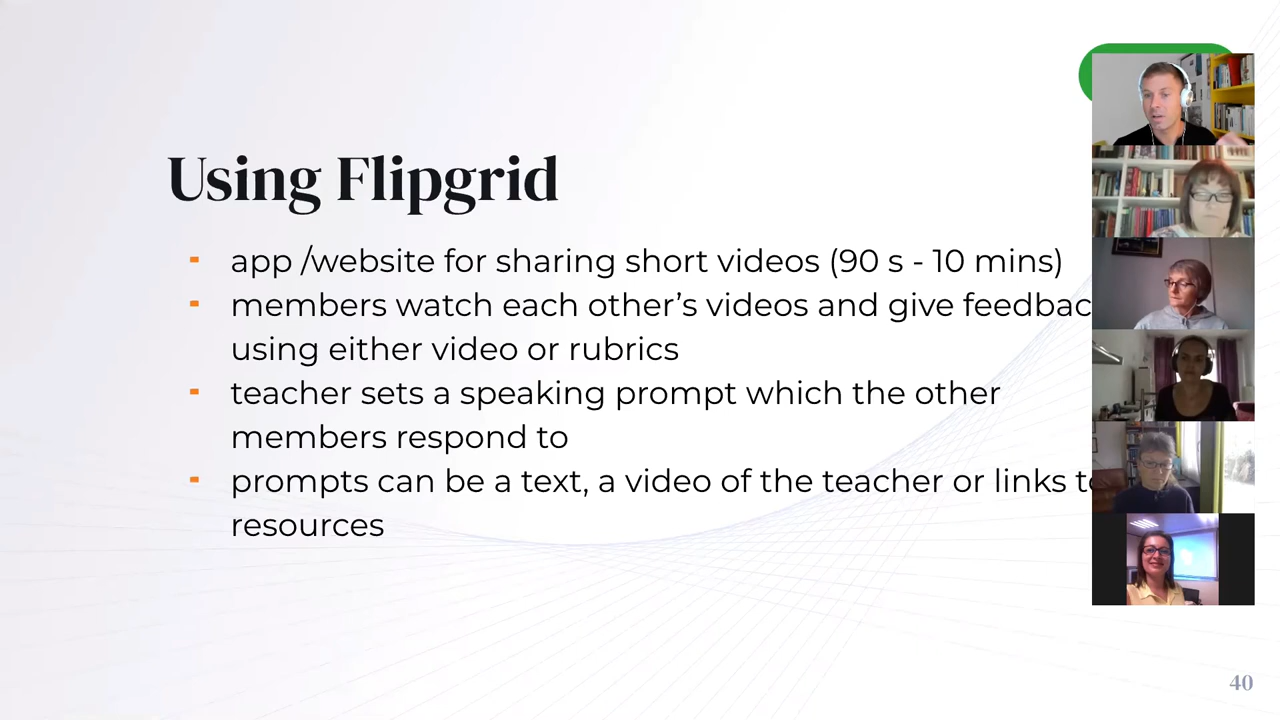 Using Flipgrid
app /website for sharing short videos (90 s - 10 mins)
members watch each other's videos and give feedbac
using either video or rubrics
teacher sets a speaking prompt which the other
members respond to
prompts can be a text, a video of the teacher or links to
resources
40